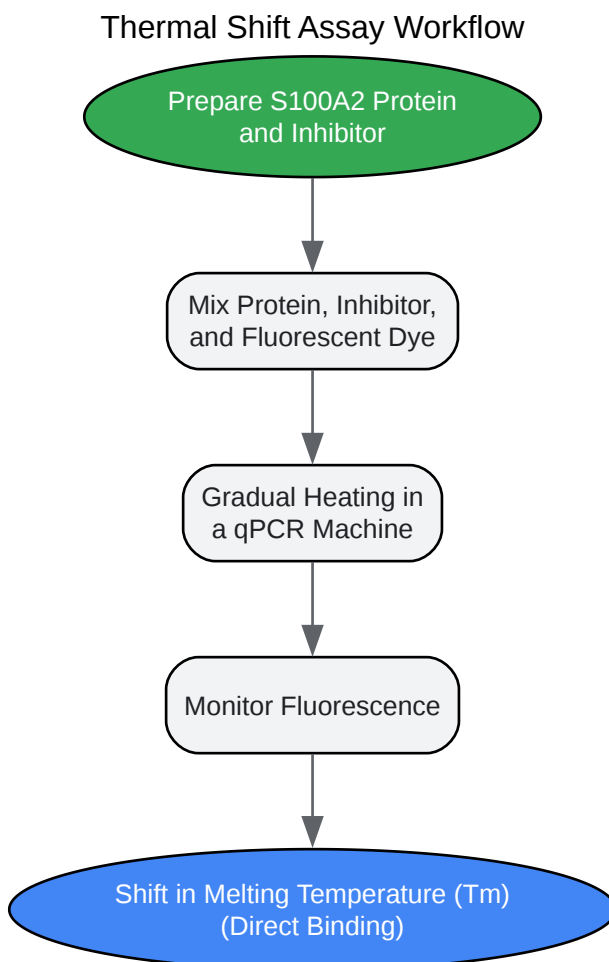 Thermal Shift Assay Workflow
Prepare S100A2 Protein
and Inhibitor
Mix Protein, Inhibitor,
and Fluorescent Dye
Gradual Heating in
a qPCR Machine
Monitor Fluorescence
Shift in Melting Temperature (Tm)
(Direct Binding)